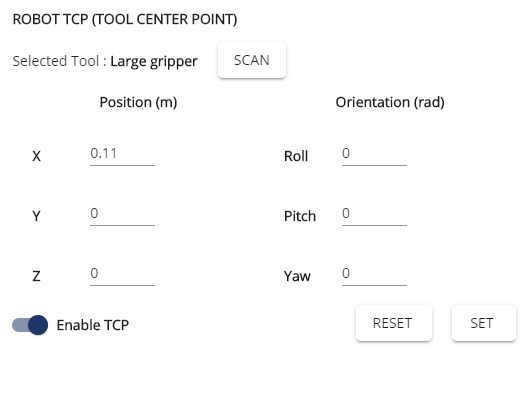 ROBOT TCP (TOOL CENTER POINT)
Selected Tool : Large gripper SCAN
Position (m) Orientation (rad)
X 0.11 Roll 0
Y 0 Pitch 0
Z 0 Yaw 0
Enable TCP RESET SET